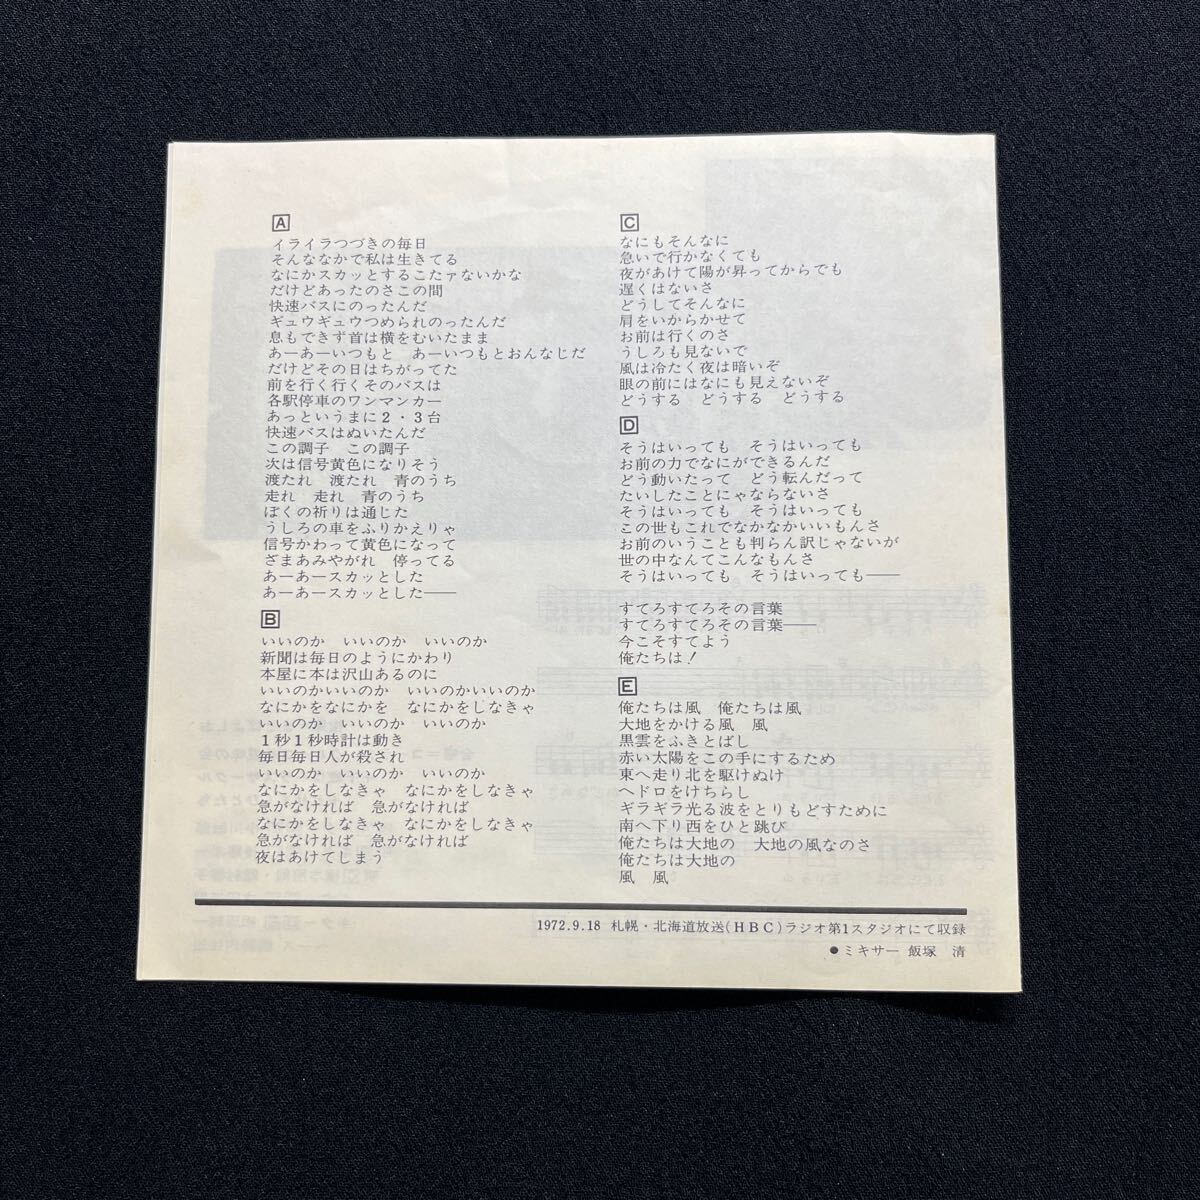 A
イライラつづきの毎日
そんななかで私は生きてる
なにかスカッとするこたァないかな
だけどあったのさこの間
快速バスにのったんだ
ギュウギュウつめられのったんだ
息もできず首は横をむいたまま
あーあーいつもと　あーいつもとおんなじだ
だけどその日はちがってた
前を行く行くそのバスは
各駅停車のワンマンカー
あっというまに２・３台
快速バスはぬいたんだ
この調子　この調子
次は信号黄色になりそう
渡たれ　渡たれ　青のうち
走れ　走れ　青のうち
ぼくの祈りは通じた
うしろの車をふりかえりゃ
信号かわって黄色になって
ざまあみやがれ　停ってる
あーあースカッとした
あーあースカッとした――
B
いいのか　いいのか　いいのか
新聞は毎日のようにかわり
本屋に本は沢山あるのに
いいのかいいのか　いいのかいいのか
なにかをなにかを　なにかをしなきゃ
いいのか　いいのか　いいのか
１秒１秒時計は動き
毎日毎日人が殺され
いいのか　いいのか　いいのか
なにかをしなきゃ　なにかをしなきゃ
急がなければ　急がなければ
なにかをしなきゃ　なにかをしなきゃ
急がなければ　急がなければ
夜はあけてしまう
C
なにもそんなに
急いで行かなくても
夜があけて陽が昇ってからでも
遅くはないさ
どうしてそんなに
肩をいからかせて
お前は行くのさ
うしろも見ないで
風は冷たく夜は暗いぞ
眼の前にはなにも見えないぞ
どうする　どうする　どうする
D
そうはいっても　そうはいっても
お前の力でなにができるんだ
どう動いたって　どう転んだって
たいしたことにゃならないさ
そうはいっても　そうはいっても
この世もこれでなかなかいいもんさ
お前のいうことも判らん訳じゃないが
世の中なんてこんなもんさ
そうはいっても　そうはいっても――
すてろすてろその言葉
すてろすてろその言葉――
今こそすてよう
俺たちは！
E
俺たちは風　俺たちは風
大地をかける風　風
黒雲をふきとばし
赤い太陽をこの手にするため
東へ走り北を駆けぬけ
ヘドロをけちらし
ギラギラ光る波をとりもどすために
南へ下り西をひと跳び
俺たちは大地の　大地の風なのさ
俺たちは大地の
風　風
1972.9.18 札幌・北海道放送(HBC)ラジオ第1スタジオにて収録
●ミキサー 飯塚　清